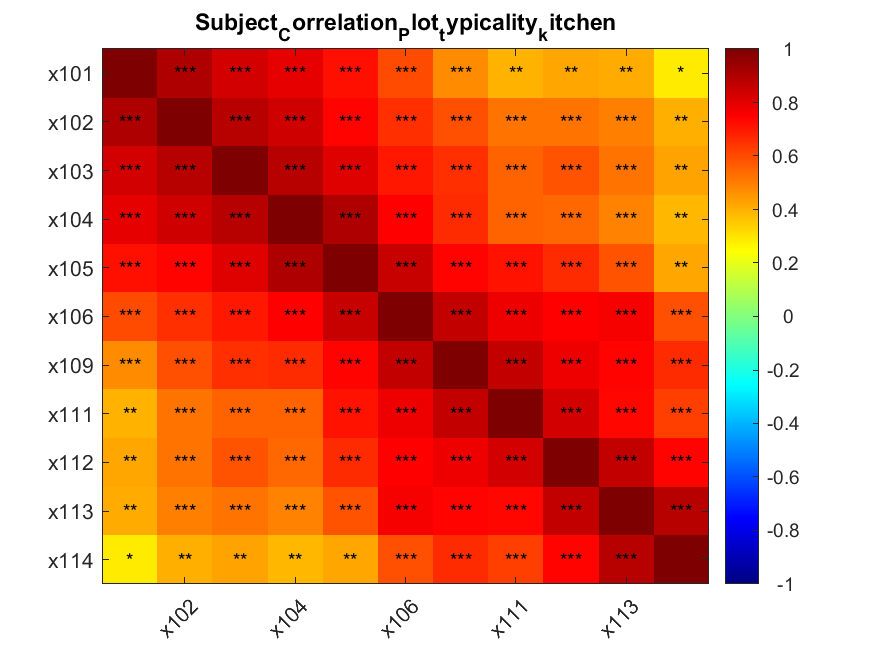 Subject_Correlation_Plot_typicality_kitchen
x101 *** *** *** *** *** *** ** ** ** * 1
x102 *** *** *** *** *** *** *** *** *** ** 0.8
x103 *** *** *** *** *** *** *** *** *** ** 0.6
x104 *** *** *** *** *** *** *** *** *** ** 0.4
x105 *** *** *** *** *** *** *** *** *** ** 0.2
x106 *** *** *** *** *** *** *** *** *** *** 0
x109 *** *** *** *** *** *** *** *** *** *** -0.2
x111 ** *** *** *** *** *** *** *** *** *** -0.4
x112 ** *** *** *** *** *** *** *** *** *** -0.6
x113 ** *** *** *** *** *** *** *** *** *** -0.8
x114 * ** ** ** ** *** *** *** *** *** -1
x102 x104 x106 x111 x113